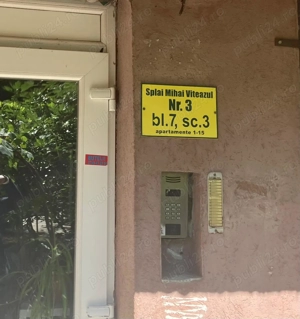 Splai Mihai Viteazul
Nr. 3
bl.7, sc.3
apartamente 1-15